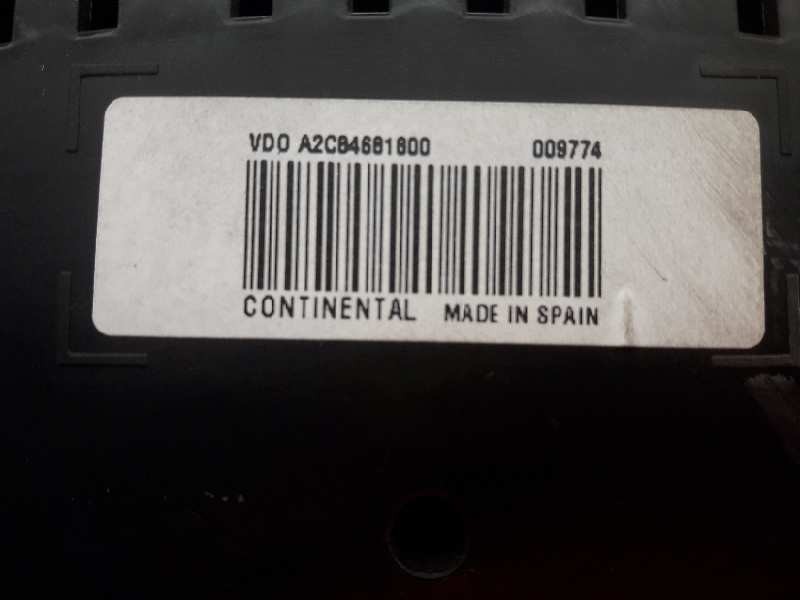 VDO A2C84681800 009774
CONTINENTAL MADE IN SPAIN